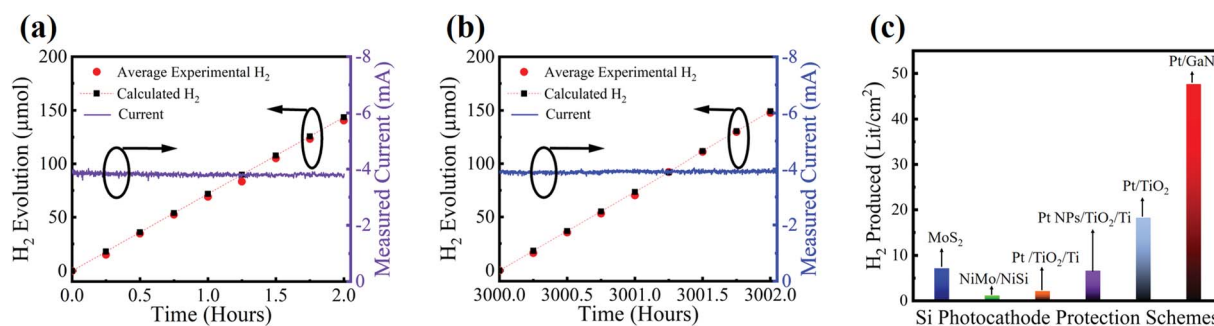 (a)
H₂ Evolution (μmol)
200
150
100
50
0
Average Experimental H₂
Calculated H₂
Current
-8
-6
-4
-2
0
Measured Current (mA)
0.0 0.5 1.0 1.5 2.0
Time (Hours)
(b)
H₂ Evolution (μmol)
200
150
100
50
0
Average Experimental H₂
Calculated H₂
Current
-8
-6
-4
-2
0
Measured Current (mA)
3000.0 3000.5 3001.0 3001.5 3002.0
Time (Hours)
(c)
H₂ Produced (Lit/cm²)
50
40
30
20
10
0
MoS₂
NiMo/NiSi
Pt /TiO₂/Ti
Pt NPs/TiO₂/Ti
Pt/TiO₂
Pt/GaN
Si Photocathode Protection Schemes